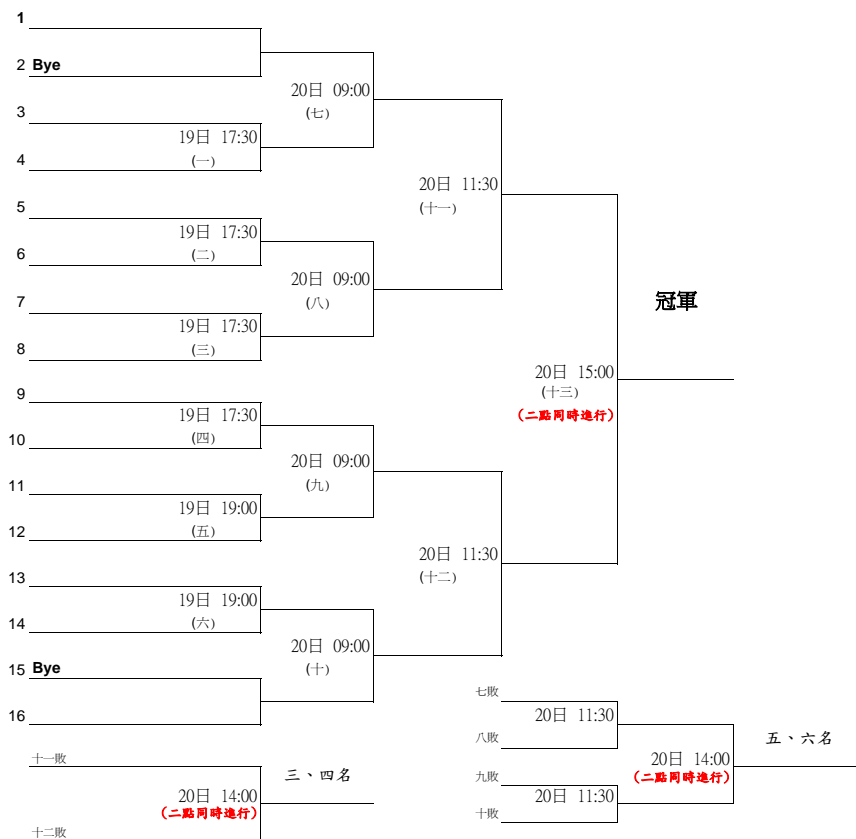 1
2 Bye
20日 09:00
(七)
3
19日 17:30
(一)
4
20日 11:30
(十一)
5
19日 17:30
(二)
6
20日 09:00
(八)
7
19日 17:30
(三)
8
冠軍
20日 15:00
(十三)
(二點同時進行)
9
19日 17:30
(四)
10
20日 09:00
(九)
11
19日 19:00
(五)
12
20日 11:30
(十二)
13
19日 19:00
(六)
14
20日 09:00
(十)
15 Bye
16
七敗
20日 11:30
八敗
五、六名
20日 14:00
(二點同時進行)
九敗
20日 11:30
十敗
十一敗
三、四名
20日 14:00
(二點同時進行)
十二敗